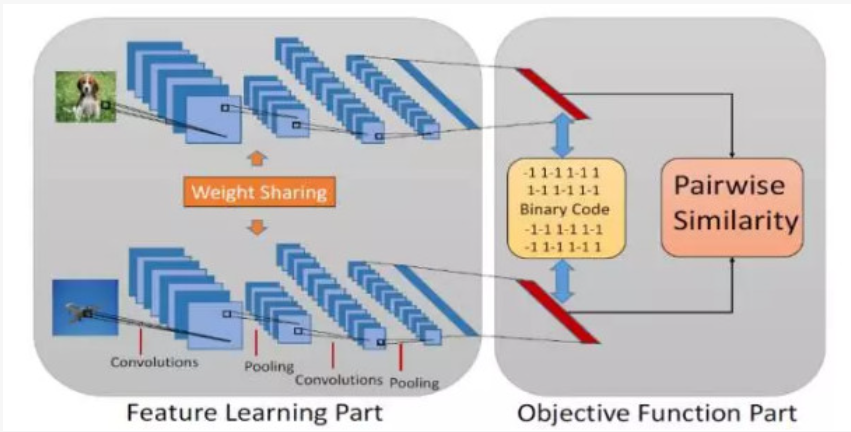 Weight Sharing
Convolutions
Pooling
Convolutions
Pooling
Feature Learning Part
-1 1-1 1-1 1
1-1 1-1 1-1
Binary Code
-1-1 1-1 1-1
-1 1-1 1-1 1
Pairwise
Similarity
Objective Function Part